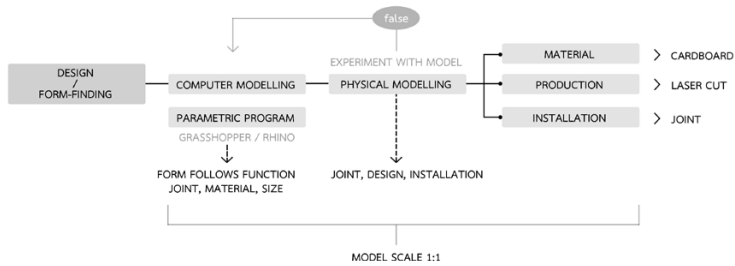 false
EXPERIMENT WITH MODEL
DESIGN
/
FORM-FINDING
COMPUTER MODELLING
PHYSICAL MODELLING
MATERIAL
CARDBOARD
PRODUCTION
LASER CUT
INSTALLATION
JOINT
PARAMETRIC PROGRAM
GRASSHOPPER / RHINO
FORM FOLLOWS FUNCTION
JOINT, MATERIAL, SIZE
JOINT, DESIGN, INSTALLATION
MODEL SCALE 1:1